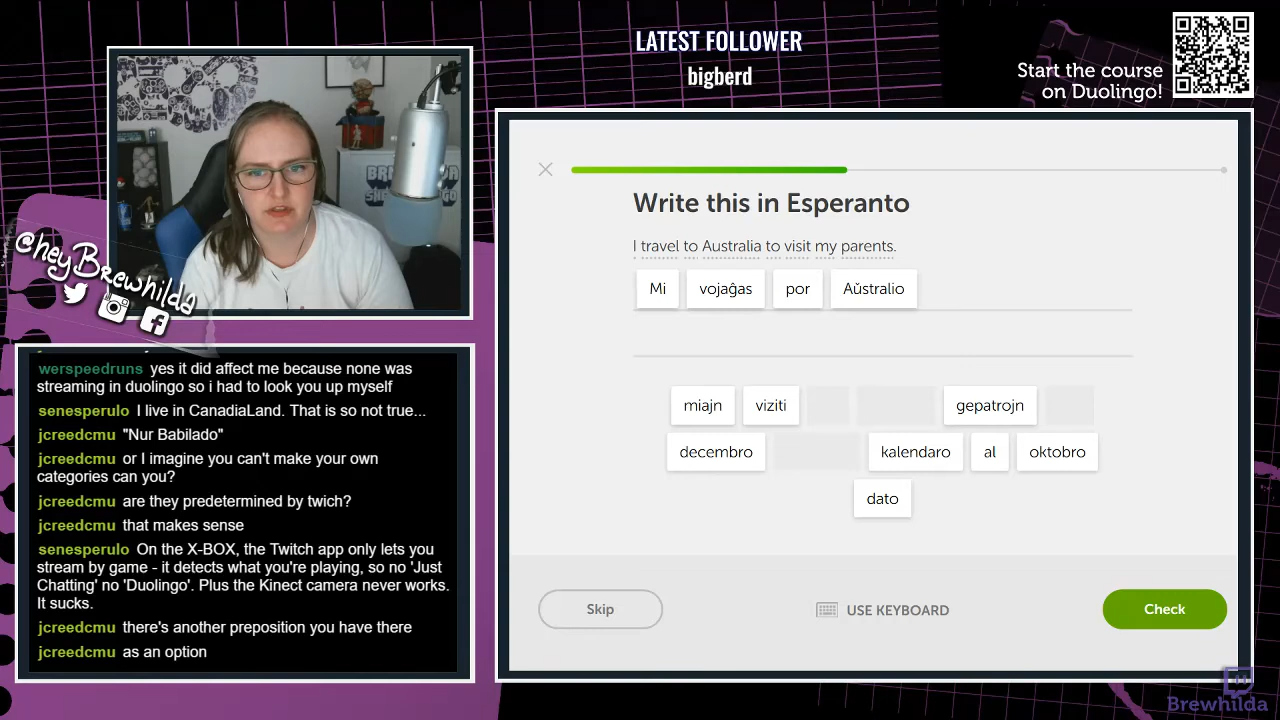 LATEST FOLLOWER
bigberd
Start the course
on Duolingo!
@heyBrewhilda
Write this in Esperanto
I travel to Australia to visit my parents.
Mi vojaĝas por Aŭstralio
miajn viziti gepatrojn
decembro kalendaro al oktobro
dato
Skip
USE KEYBOARD
Check
werspeedruns yes it did affect me because none was
streaming in duolingo so i had to look you up myself
senesperulo I live in CanadiaLand. That is so not true...
jcreedcmu "Nur Babilado"
jcreedcmu or I imagine you can't make your own
categories can you?
jcreedcmu are they predetermined by twich?
jcreedcmu that makes sense
senesperulo On the X-BOX, the Twitch app only lets you
stream by game - it detects what you're playing, so no 'Just
Chatting' no 'Duolingo'. Plus the Kinect camera never works.
It sucks.
jcreedcmu there's another preposition you have there
jcreedcmu as an option
Brewhilda